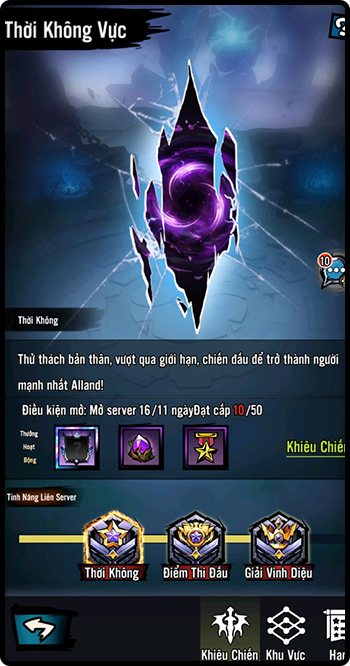 Thời Không Vực
?
10
Thời Không
Thử thách bản thân, vượt qua giới hạn, chiến đấu để trở thành người
mạnh nhất Alland!
Điều kiện mở: Mở server 16/11 ngàyĐạt cấp 10/50
Thưởng
Hoạt
Động
Khiêu Chiến
Tính Năng Liên Server
Thời Không
Điểm Thi Đấu
Giải Vinh Diệu
Khiêu Chiến
Khu Vực